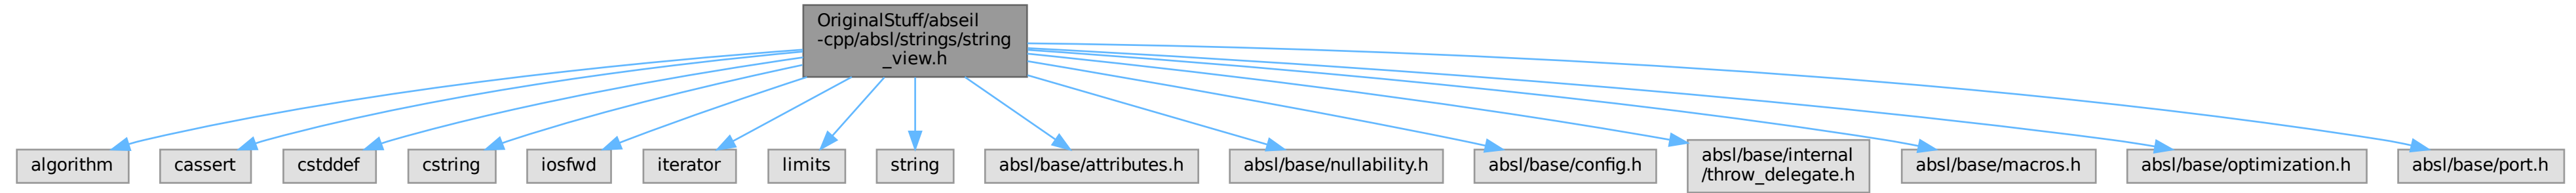 OriginalStuff/abseil
-cpp/absl/strings/string
_view.h
algorithm
cassert
cstddef
cstring
iosfwd
iterator
limits
string
absl/base/attributes.h
absl/base/nullability.h
absl/base/config.h
absl/base/internal
/throw_delegate.h
absl/base/macros.h
absl/base/optimization.h
absl/base/port.h